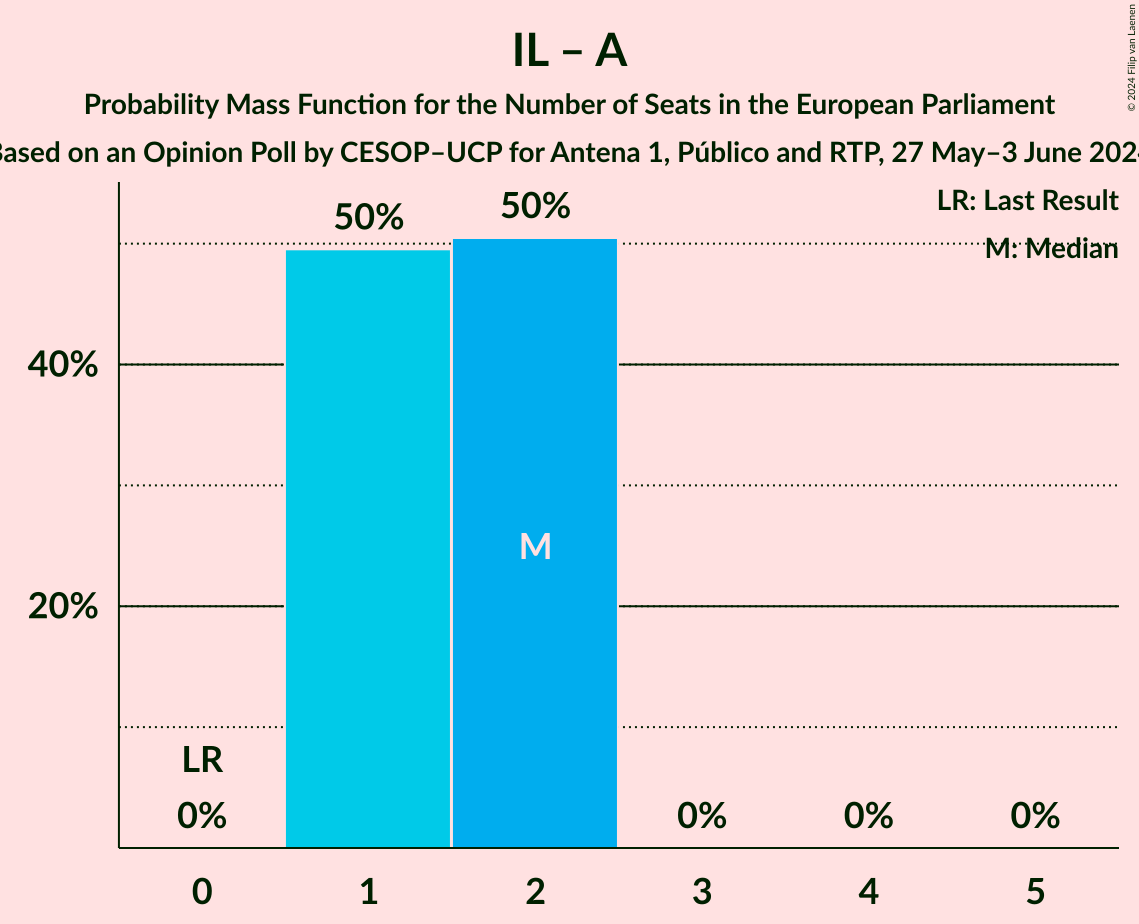 IL – A
Probability Mass Function for the Number of Seats in the European Parliament
on an Opinion Poll by CESOP–UCP for Antena 1, Público and RTP, 27 May–3 June
LR: Last Result
M: Median
50%
50%
40%
20%
M
LR
0%
0%
0%
0%
0
1
2
3
4
5
© 2024 Filip van Laenen